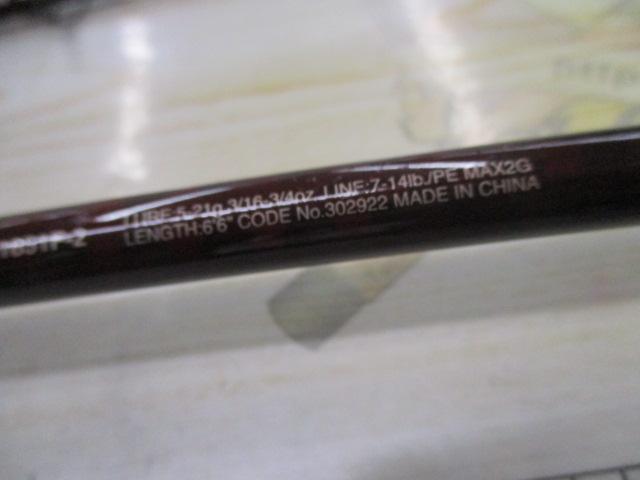 LURE:5-21g,3/16-3/4oz. LINE:7-14lb./PE MAX2G
LENGTH:6'6" CODE No.302922 MADE IN CHINA